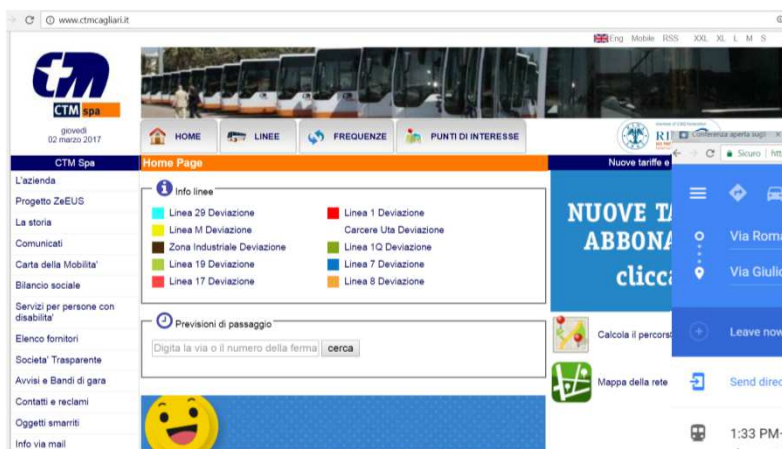 www.ctmcagliari.it
Eng Mobile RSS XXL XL L M S
CTM spa
giovedì
02 marzo 2017
HOME
LINEE
FREQUENZE
PUNTI DI INTERESSE
Conferenza aperta sugl
Sicuro
CTM Spa
Home Page
Nuove tariffe e
L'azienda
Progetto ZeEUS
La storia
Comunicati
Carta della Mobilita'
Bilancio sociale
Servizi per persone con
disabilita'
Elenco fornitori
Societa' Trasparente
Avvisi e Bandi di gara
Contatti e reclami
Oggetti smarriti
Info via mail
Info linee
Linea 29 Deviazione
Linea 1 Deviazione
Linea M Deviazione
Carcere Uta Deviazione
Zona Industriale Deviazione
Linea 1Q Deviazione
Linea 19 Deviazione
Linea 7 Deviazione
Linea 17 Deviazione
Linea 8 Deviazione
Previsioni di passaggio
Digita la via o il numero della ferma
cerca
NUOVE TA
ABBONA
clicca
Calcola il percors
Mappa della rete
Via Roma
Via Giulio
Leave now
Send direc
1:33 PM